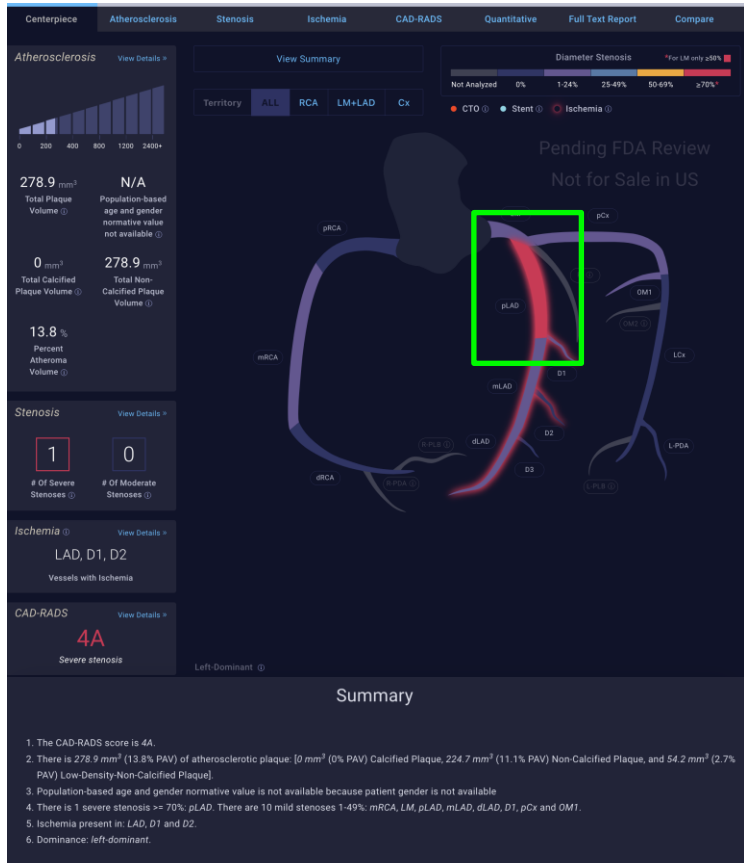 Centerpiece Atherosclerosis Stenosis Ischemia CAD-RADS Quantitative Full Text Report Compare
Atherosclerosis View Details »
0 200 400 800 1200 2400+
278.9 mm³
Total Plaque
Volume ⓘ
N/A
Population-based
age and gender
normative value
not available ⓘ
0 mm³
Total Calcified
Plaque Volume ⓘ
278.9 mm³
Total Non-
Calcified Plaque
Volume ⓘ
13.8 %
Percent
Atheroma
Volume ⓘ
Stenosis View Details »
1
# Of Severe
Stenoses ⓘ
0
# Of Moderate
Stenoses ⓘ
Ischemia ⓘ View Details »
LAD, D1, D2
Vessels with Ischemia
CAD-RADS View Details »
4A
Severe stenosis
View Summary
Territory ALL RCA LM+LAD Cx
Diameter Stenosis *For LM only ≥50%
Not Analyzed 0% 1-24% 25-49% 50-69% ≥70%*
CTO ⓘ Stent ⓘ Ischemia ⓘ
Pending FDA Review
Not for Sale in US
pRCA
pCx
OM1
pLAD
OM2 ⓘ
mRCA
LCx
D1
mLAD
D2
R-PLB ⓘ
dLAD
L-PDA
D3
dRCA
R-PDA ⓘ
L-PLB ⓘ
Left-Dominant ⓘ
Summary
1. The CAD-RADS score is 4A.
2. There is 278.9 mm³ (13.8% PAV) of atherosclerotic plaque: [0 mm³ (0% PAV) Calcified Plaque, 224.7 mm³ (11.1% PAV) Non-Calcified Plaque, and 54.2 mm³ (2.7%
PAV) Low-Density-Non-Calcified Plaque].
3. Population-based age and gender normative value is not available because patient gender is not available
4. There is 1 severe stenosis >= 70%: pLAD. There are 10 mild stenoses 1-49%: mRCA, LM, pLAD, mLAD, dLAD, D1, pCx and OM1.
5. Ischemia present in: LAD, D1 and D2.
6. Dominance: left-dominant.